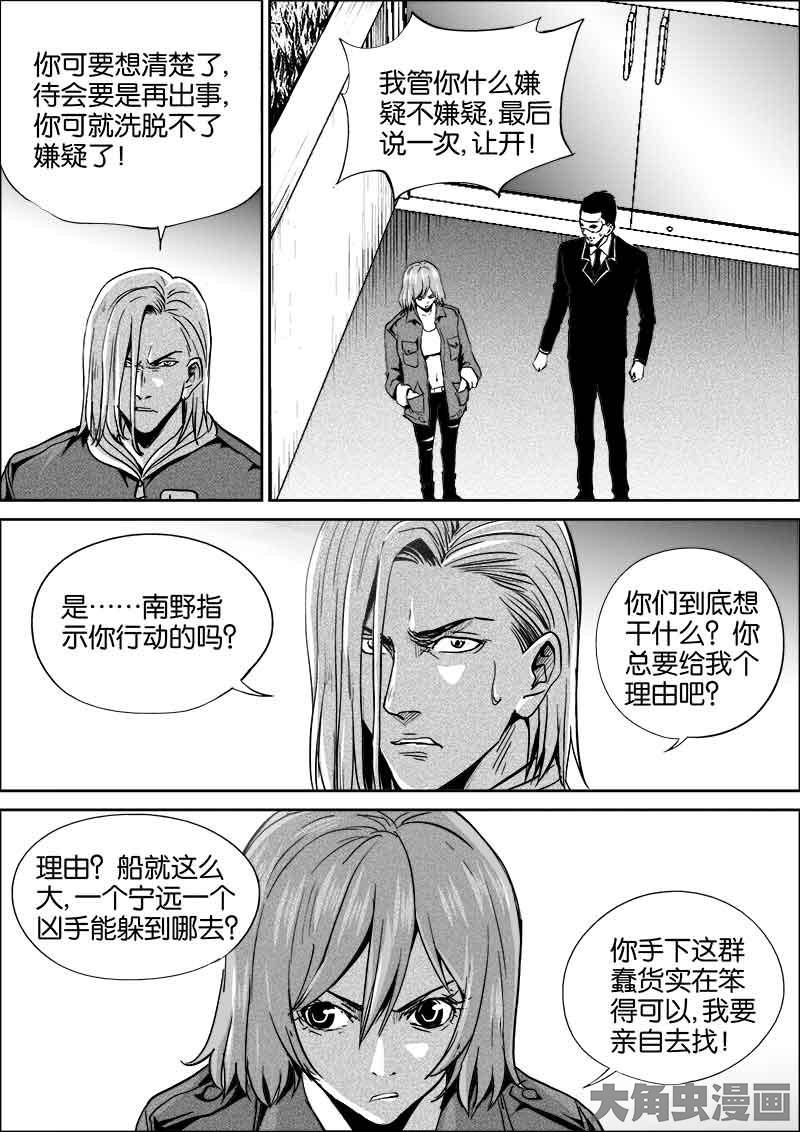 你可要想清楚了,
待会要是再出事,
你可就洗脱不了
嫌疑了!
我管你什么嫌
疑不嫌疑,最后
说一次,让开!
是……南野指
示你行动的吗?
你们到底想
干什么?你
总要给我个
理由吧?
理由?船就这么
大,一个宁远一个
凶手能躲到哪去?
你手下这群
蠢货实在笨
得可以,我要
亲自去找!
大角虫漫画